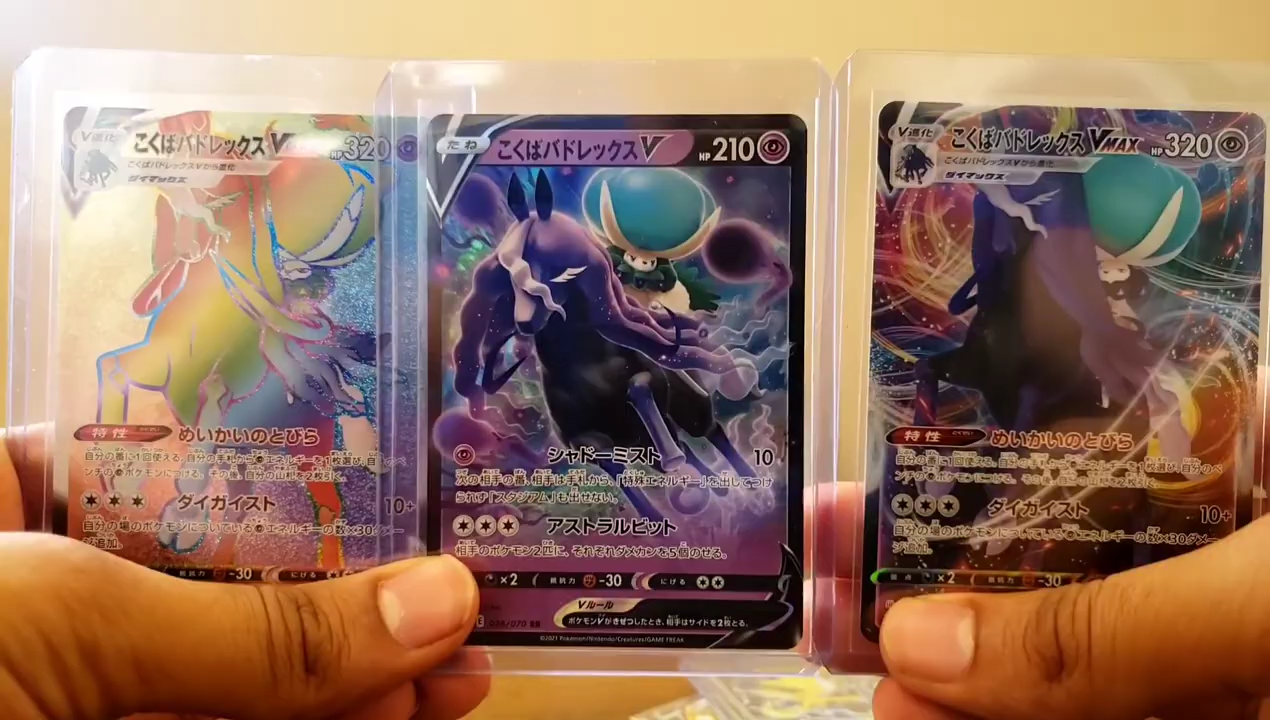 V進化
こくばバドレックスV
HP 320
こくばバドレックスVから進化
ダイマックス
特性
めいかいのとびら
自分の番に1回使える。自分の手札からエネルギーを1枚選び、自分のベ
ンチのポケモンにつける。その後、自分の山札を2枚引く。
ダイガイスト
10+
自分の場のポケモンについているエネルギーの数×30ダメー
ジ追加。
抵抗力 -30 にげる
たね
こくばバドレックスV
HP 210
シャドーミスト 10
次の相手の番、相手は手札から、「特殊エネルギー」を出してつけ
られず「スタジアム」も出せない。
アストラルビット
相手のポケモン2匹に、それぞれダメカンを5個のせる。
×2 抵抗力 -30 にげる
E 026/070 RR
Vルール
ポケモンVがきぜつしたとき、相手はサイドを2枚とる。
©2021 Pokémon/Nintendo/Creatures/GAME FREAK
V進化
こくばバドレックスVMAX
HP 320
こくばバドレックスVから進化
ダイマックス
特性
めいかいのとびら
自分の番に1回使える。自分の手札からエネルギーを1枚選び、自分のベ
ンチのポケモンにつける。その後、自分の山札を2枚引く。
ダイガイスト
10+
自分の場のポケモンについているエネルギーの数×30ダメー
ジ追加。
弱点 ×2 抵抗力 -30